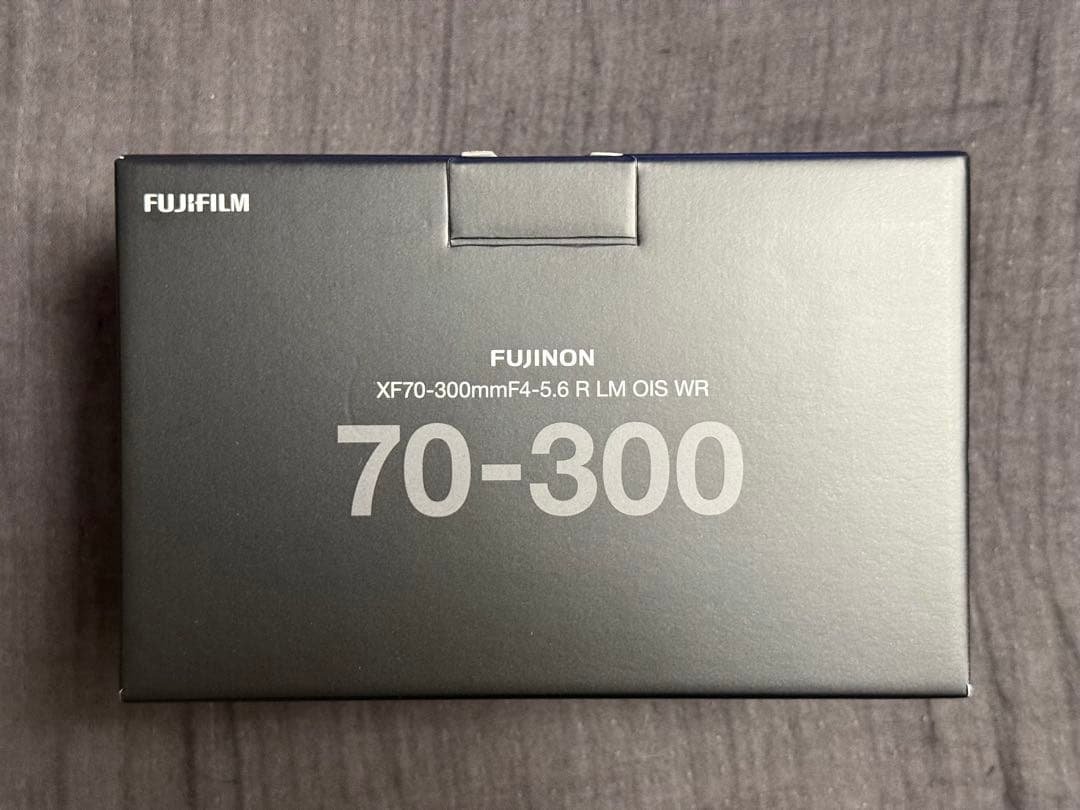 FUJIFILM
FUJINON
XF70-300mmF4-5.6 R LM OIS WR
70-300